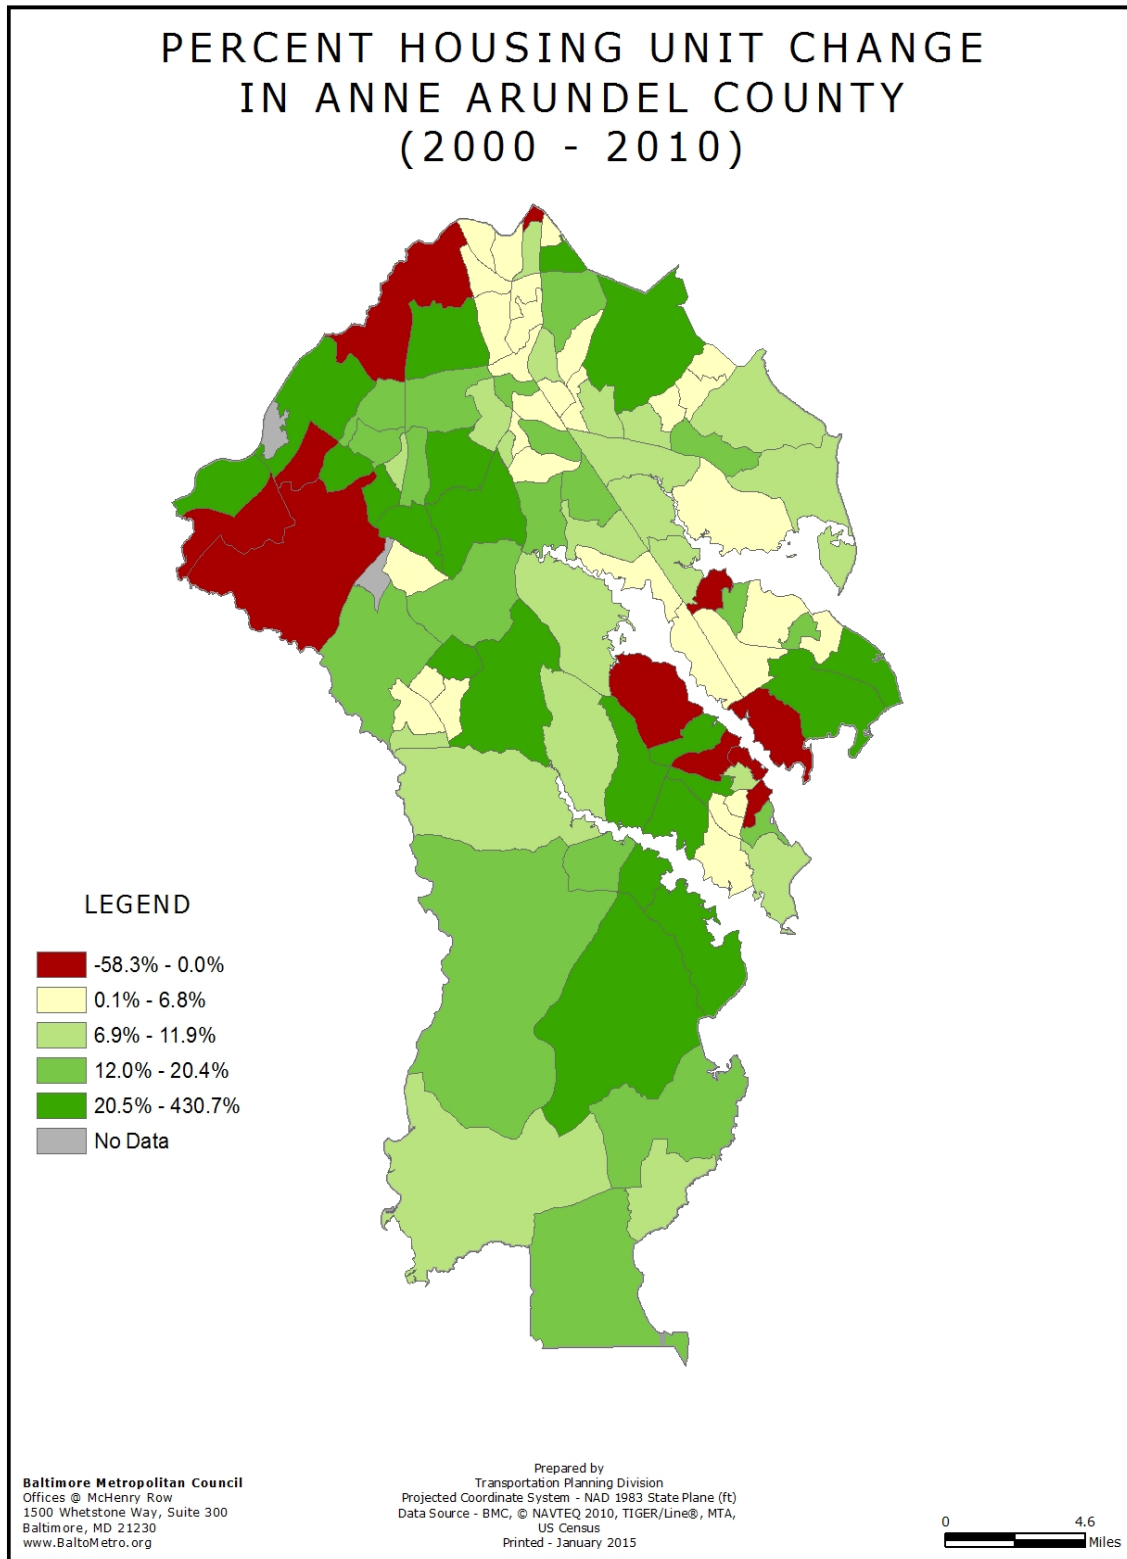 PERCENT HOUSING UNIT CHANGE
IN ANNE ARUNDEL COUNTY
(2000 - 2010)
LEGEND
-58.3% - 0.0%
0.1% - 6.8%
6.9% - 11.9%
12.0% - 20.4%
20.5% - 430.7%
No Data
Baltimore Metropolitan Council
Offices @ McHenry Row
1500 Whetstone Way, Suite 300
Baltimore, MD 21230
www.BaltoMetro.org
Prepared by
Transportation Planning Division
Projected Coordinate System - NAD 1983 State Plane (ft)
Data Source - BMC, © NAVTEQ 2010, TIGER/Line®, MTA,
US Census
Printed - January 2015
0 4.6
Miles